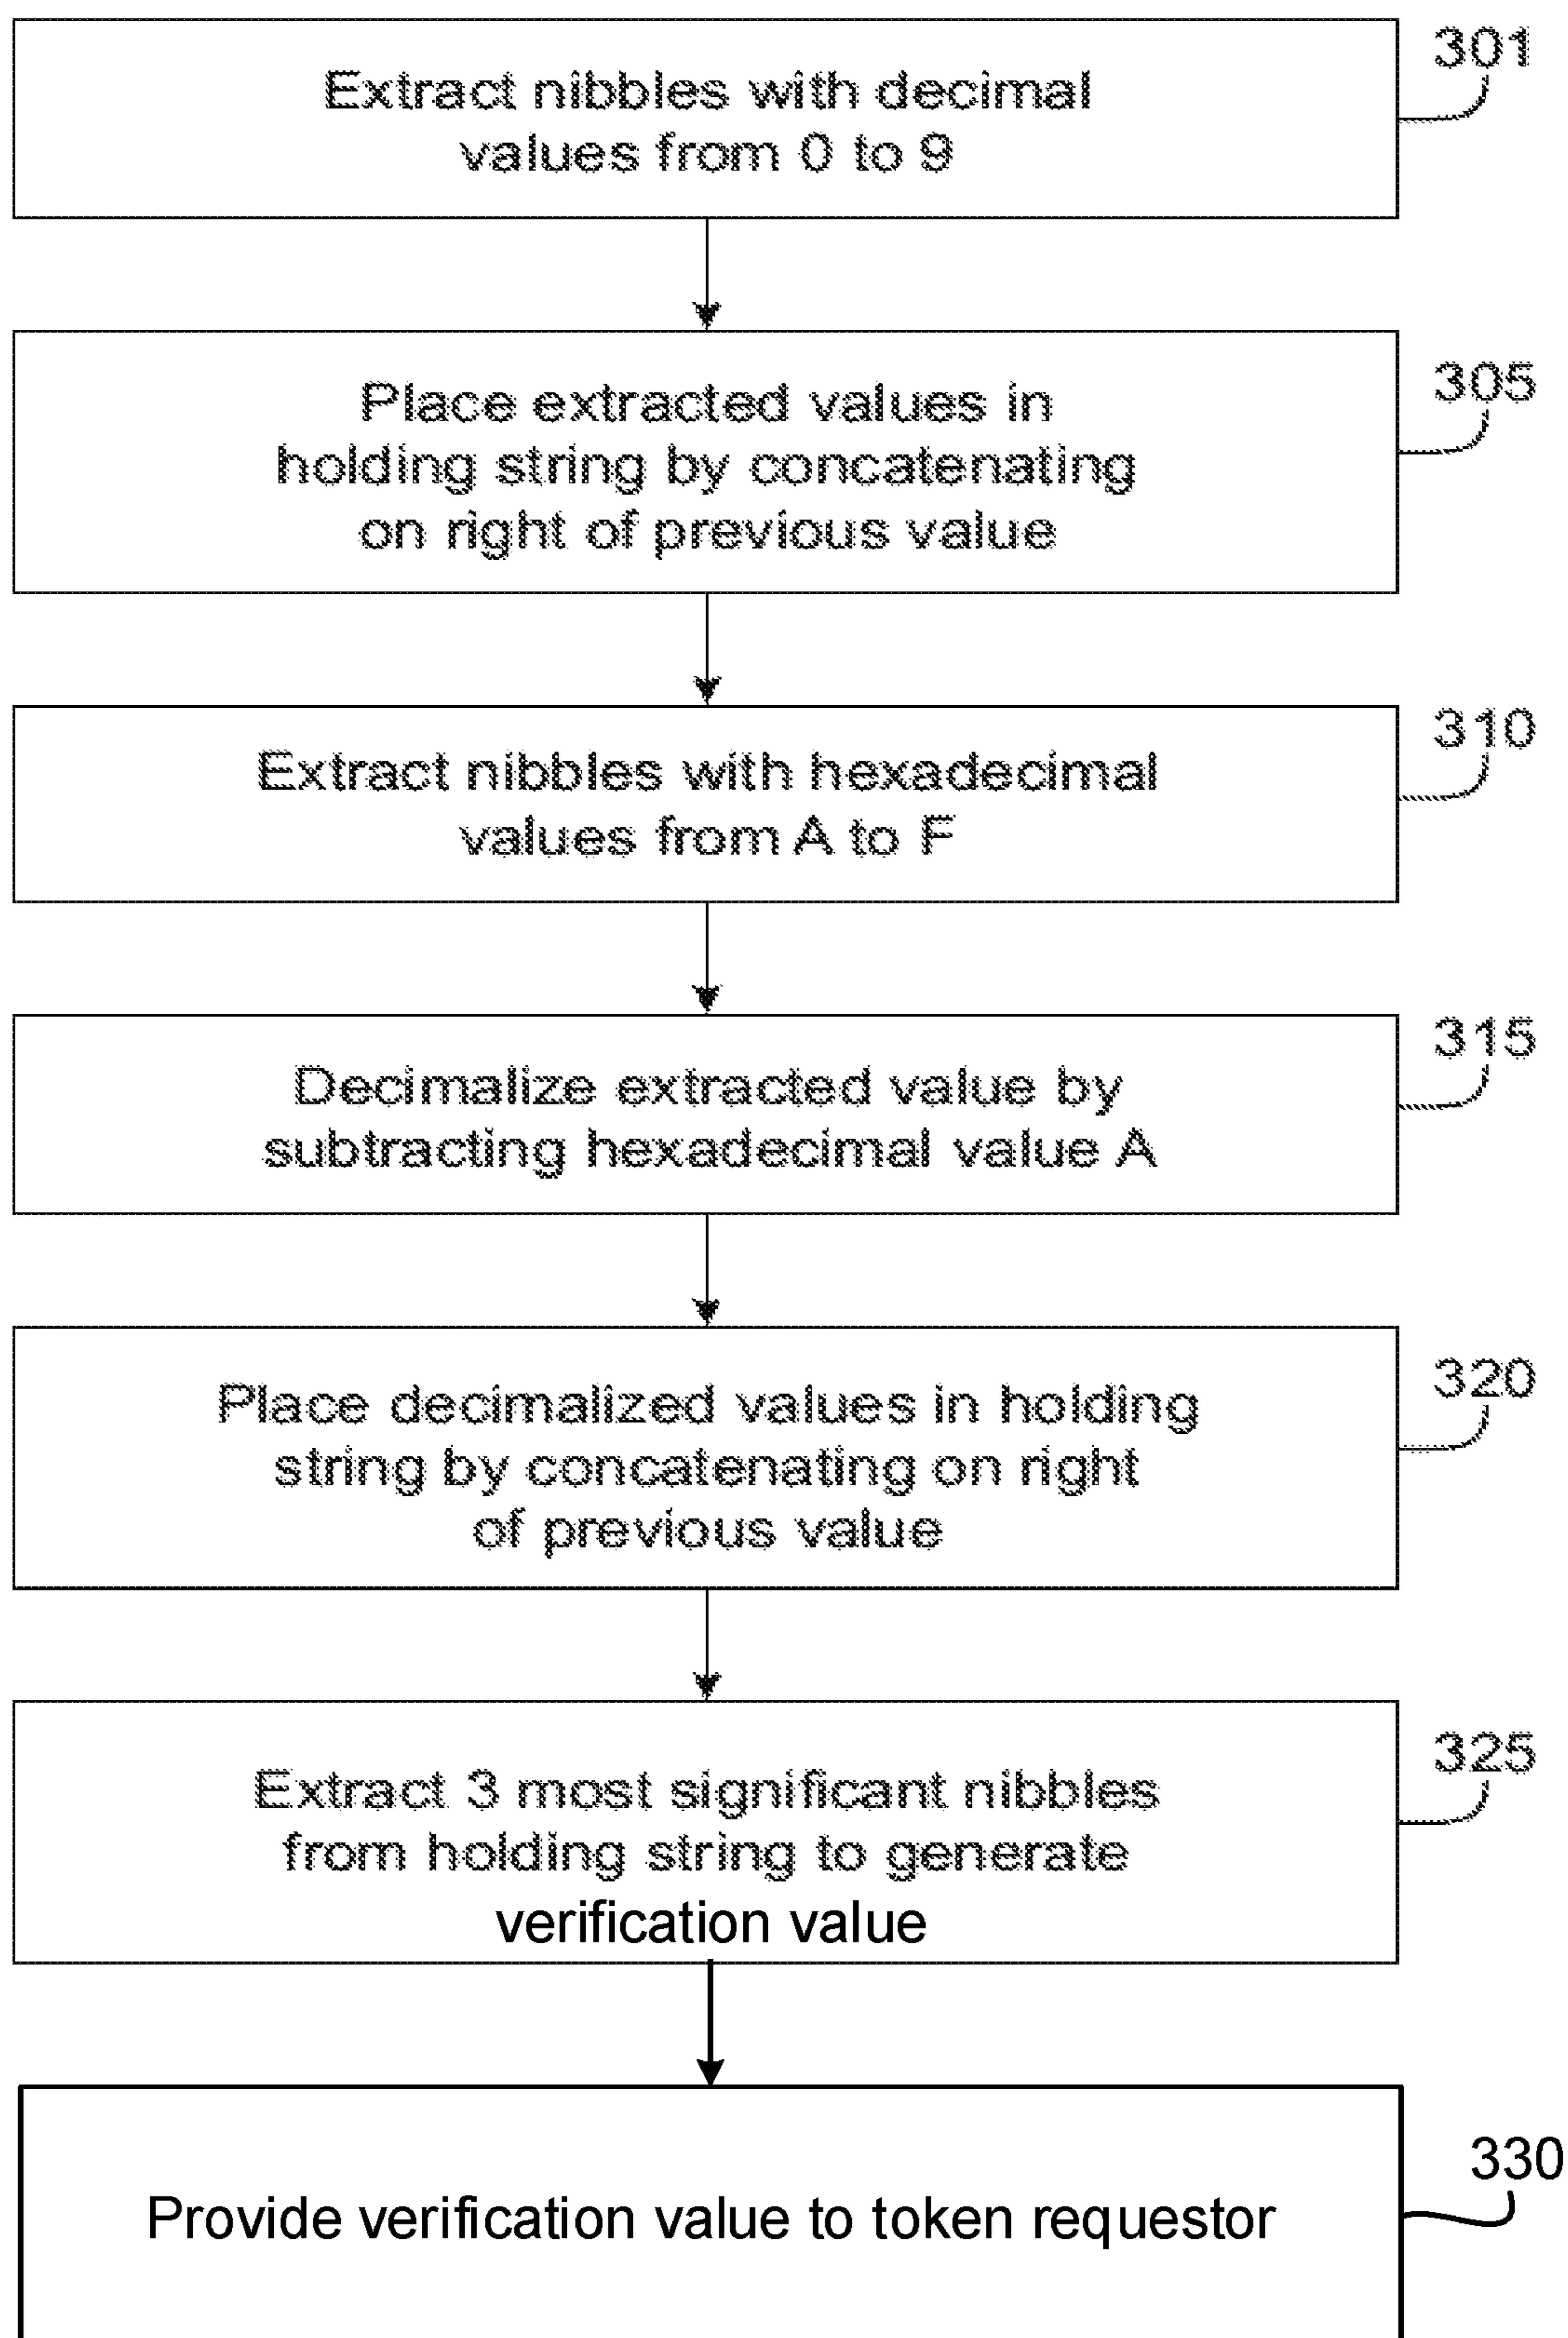 301
Extract nibbles with decimal
values from 0 to 9
305
Place extracted values in
holding string by concatenating
on right of previous value
310
Extract nibbles with hexadecimal
values from A to F
315
Decimalize extracted value by
subtracting hexadecimal value A
320
Place decimalized values in holding
string by concatenating on right
of previous value
325
Extract 3 most significant nibbles
from holding string to generate
verification value
330
Provide verification value to token requestor